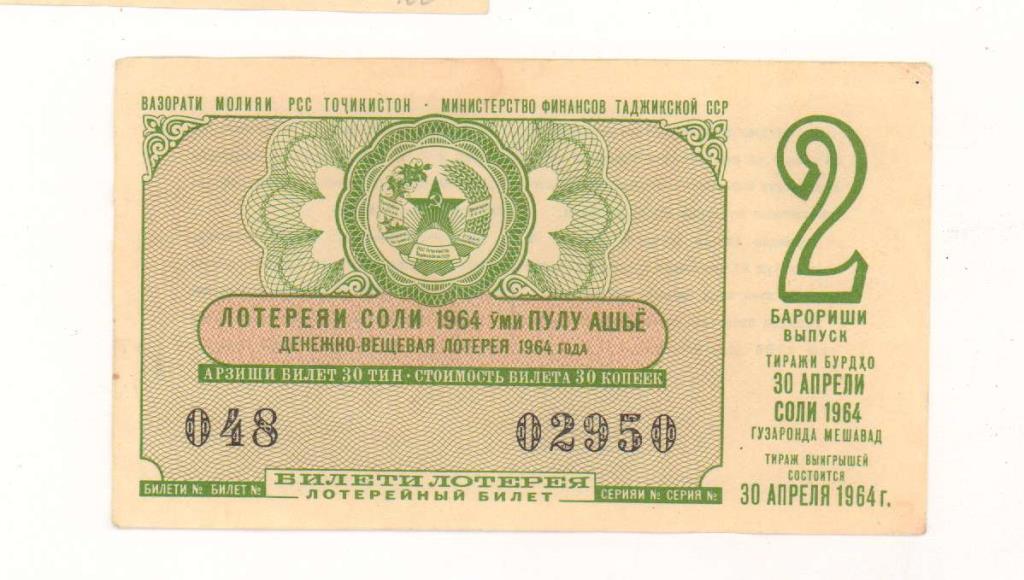 ВАЗОРАТИ МОЛИЯИ РСС ТОҶИКИСТОН · МИНИСТЕРСТВО ФИНАНСОВ ТАДЖИКСКОЙ ССР
ЛОТЕРЕЯИ СОЛИ 1964 ӮМИ ПУЛУ АШЬЁ
ДЕНЕЖНО-ВЕЩЕВАЯ ЛОТЕРЕЯ 1964 ГОДА
АРЗИШИ БИЛЕТ 30 ТИН · СТОИМОСТЬ БИЛЕТА 30 КОПЕЕК
048 02950
БИЛЕТИ ЛОТЕРЕЯ
ЛОТЕРЕЙНЫЙ БИЛЕТ
БИЛЕТИ № БИЛЕТ №
СЕРИЯИ № СЕРИЯ №
2
БАРОРИШИ
ВЫПУСК
ТИРАЖИ БУРДҲО
30 АПРЕЛИ
СОЛИ 1964
ГУЗАРОНДА МЕШАВАД
ТИРАЖ ВЫИГРЫШЕЙ
СОСТОИТСЯ
30 АПРЕЛЯ 1964 г.